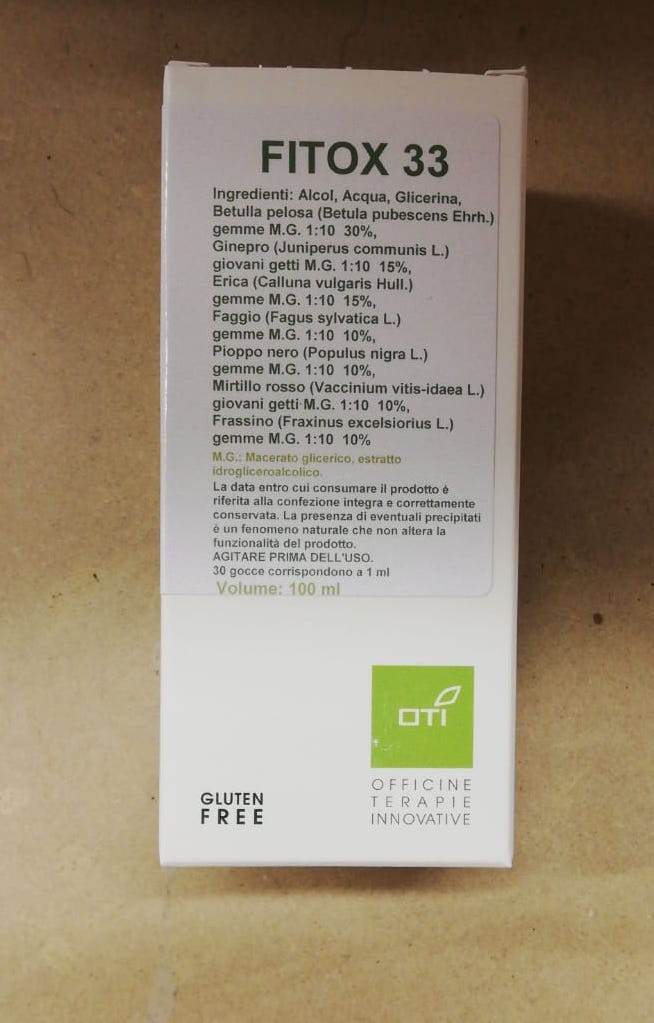 FITOX 33
Ingredienti: Alcol, Acqua, Glicerina,
Betulla pelosa (Betula pubescens Ehrh.)
gemme M.G. 1:10 30%,
Ginepro (Juniperus communis L.)
giovani getti M.G. 1:10 15%,
Erica (Calluna vulgaris Hull.)
gemme M.G. 1:10 15%,
Faggio (Fagus sylvatica L.)
gemme M.G. 1:10 10%,
Pioppo nero (Populus nigra L.)
gemme M.G. 1:10 10%,
Mirtillo rosso (Vaccinium vitis-idaea L.)
giovani getti M.G. 1:10 10%,
Frassino (Fraxinus excelsiorius L.)
gemme M.G. 1:10 10%
M.G.: Macerato glicerico, estratto
idrogliceroalcolico.
La data entro cui consumare il prodotto é
riferita alla confezione integra e correttamente
conservata. La presenza di eventuali precipitati
é un fenomeno naturale che non altera la
funzionalità del prodotto.
AGITARE PRIMA DELL'USO.
30 gocce corrispondono a 1 ml
Volume: 100 ml
OTI
OFFICINE
TERAPIE
INNOVATIVE
GLUTEN
FREE